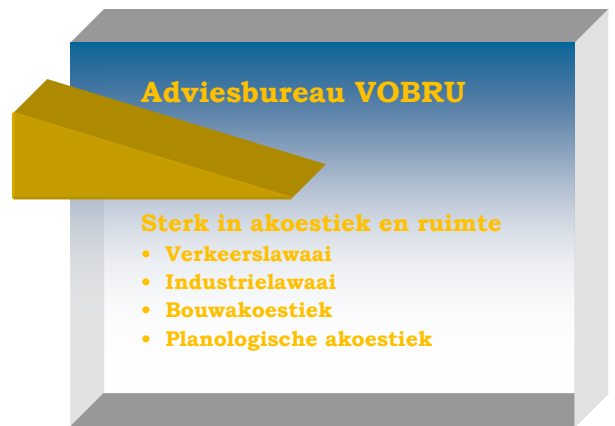 Adviesbureau VOBRU
Sterk in akoestiek en ruimte
• Verkeerslawaai
• Industrielawaai
• Bouwakoestiek
• Planologische akoestiek